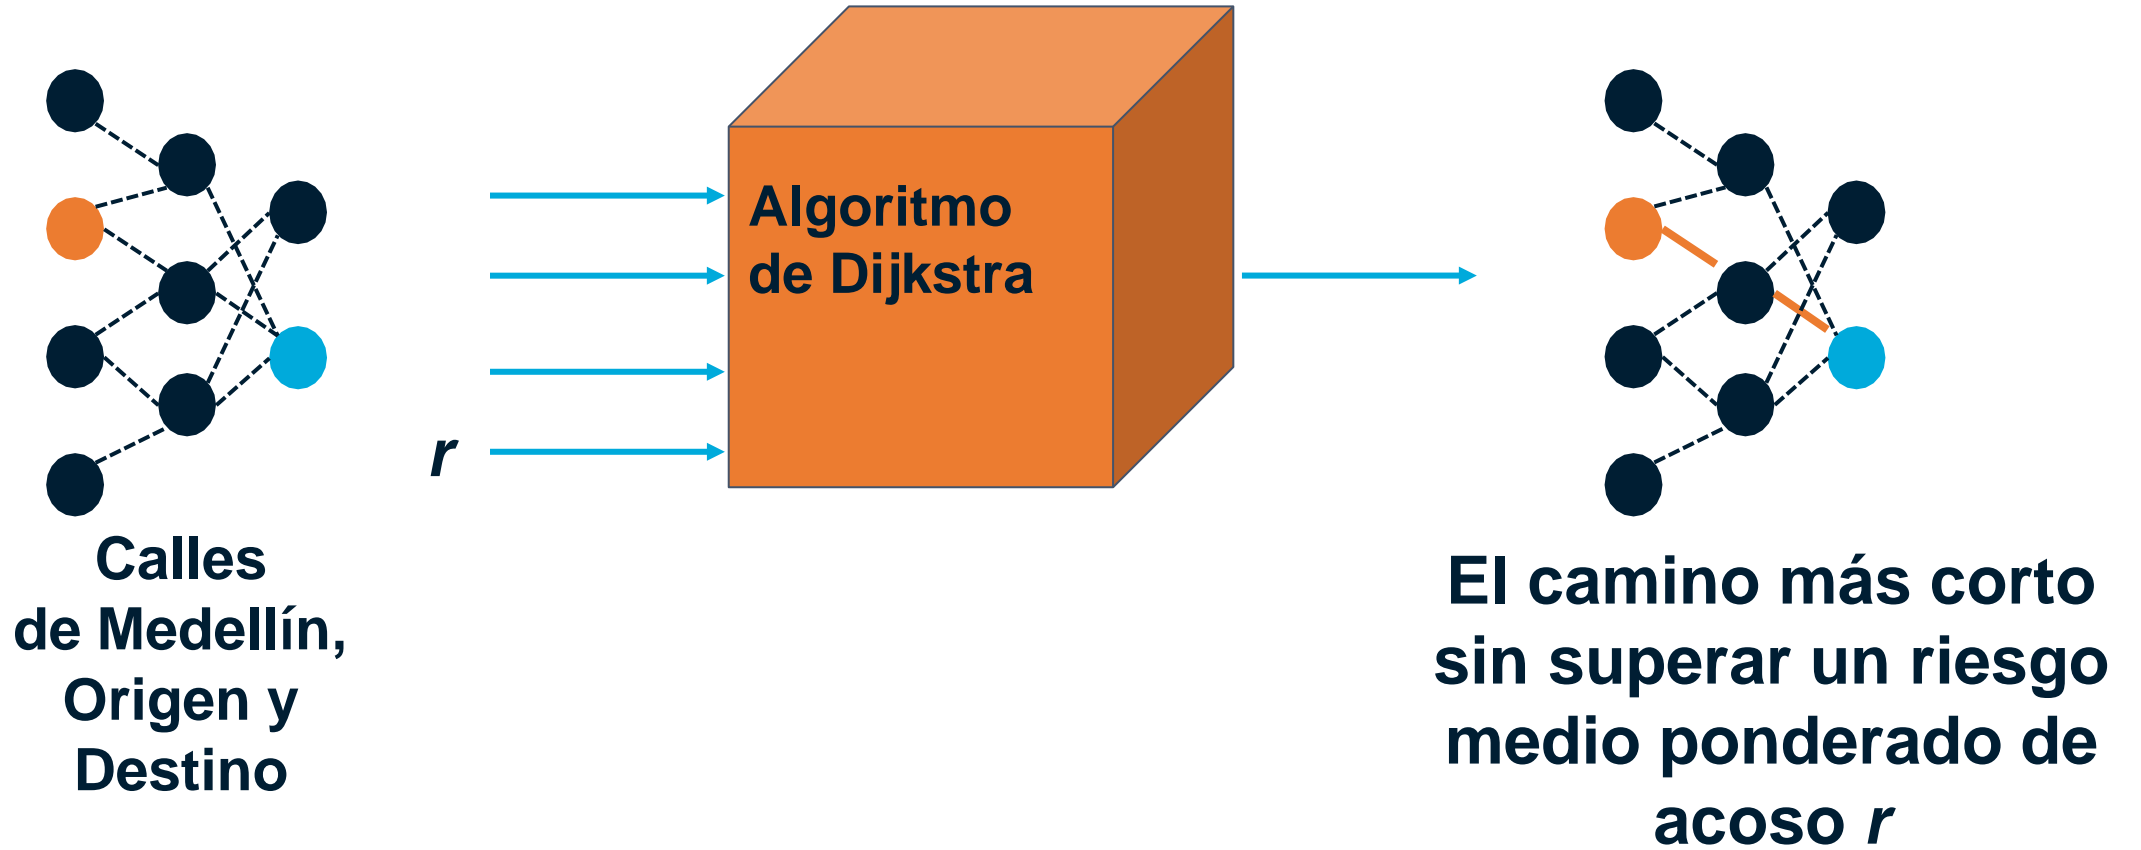 Calles
de Medellín,
Origen y
Destino
r
Algoritmo
de Dijkstra
El camino más corto
sin superar un riesgo
medio ponderado de
acoso r